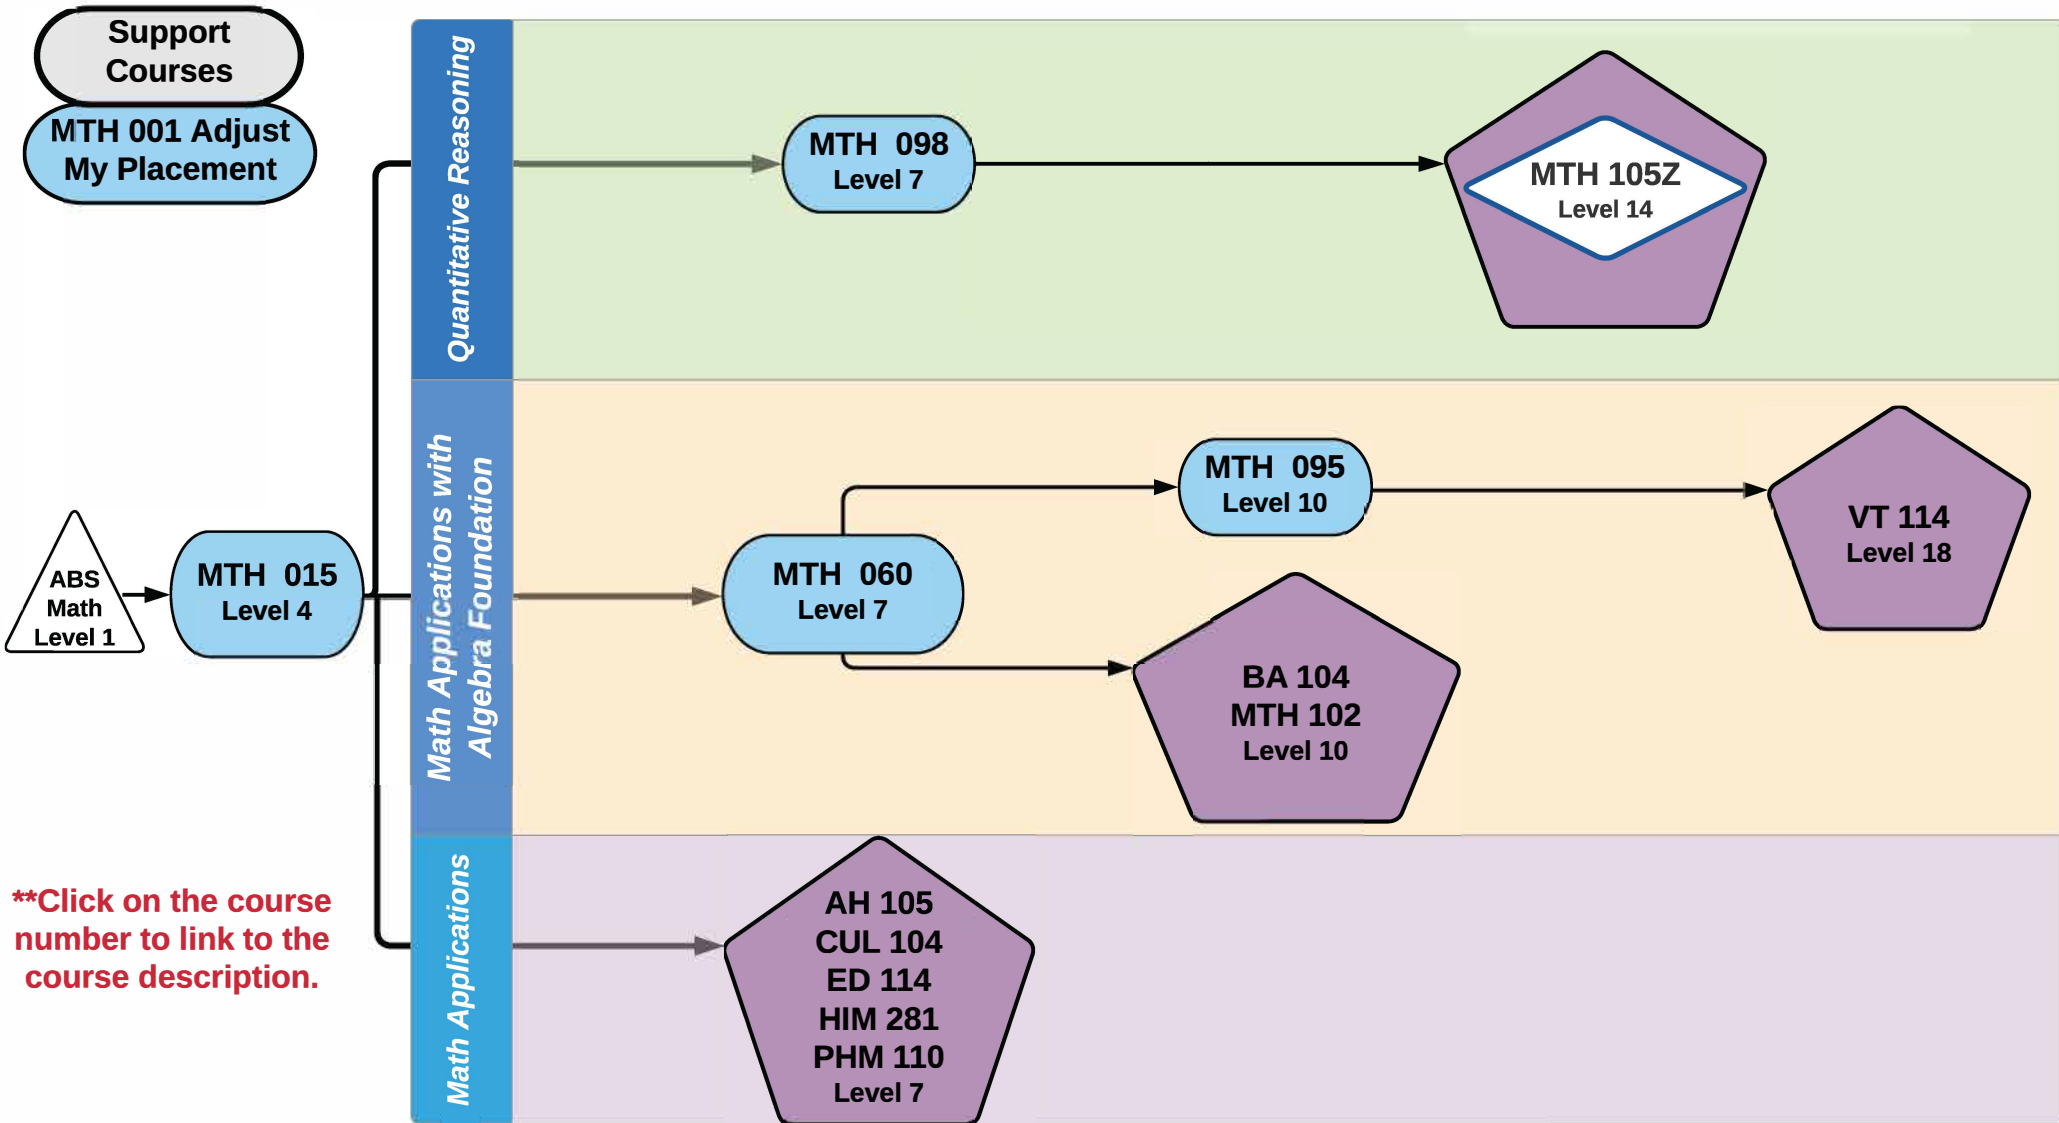 Support
Courses
MTH 001 Adjust
My Placement
ABS
Math
Level 1
MTH 015
Level 4
**Click on the course
number to link to the
course description.
Quantitative Reasoning
MTH 098
Level 7
MTH 105Z
Level 14
Math Applications with
Algebra Foundation
MTH 060
Level 7
MTH 095
Level 10
VT 114
Level 18
BA 104
MTH 102
Level 10
Math Applications
AH 105
CUL 104
ED 114
HIM 281
PHM 110
Level 7